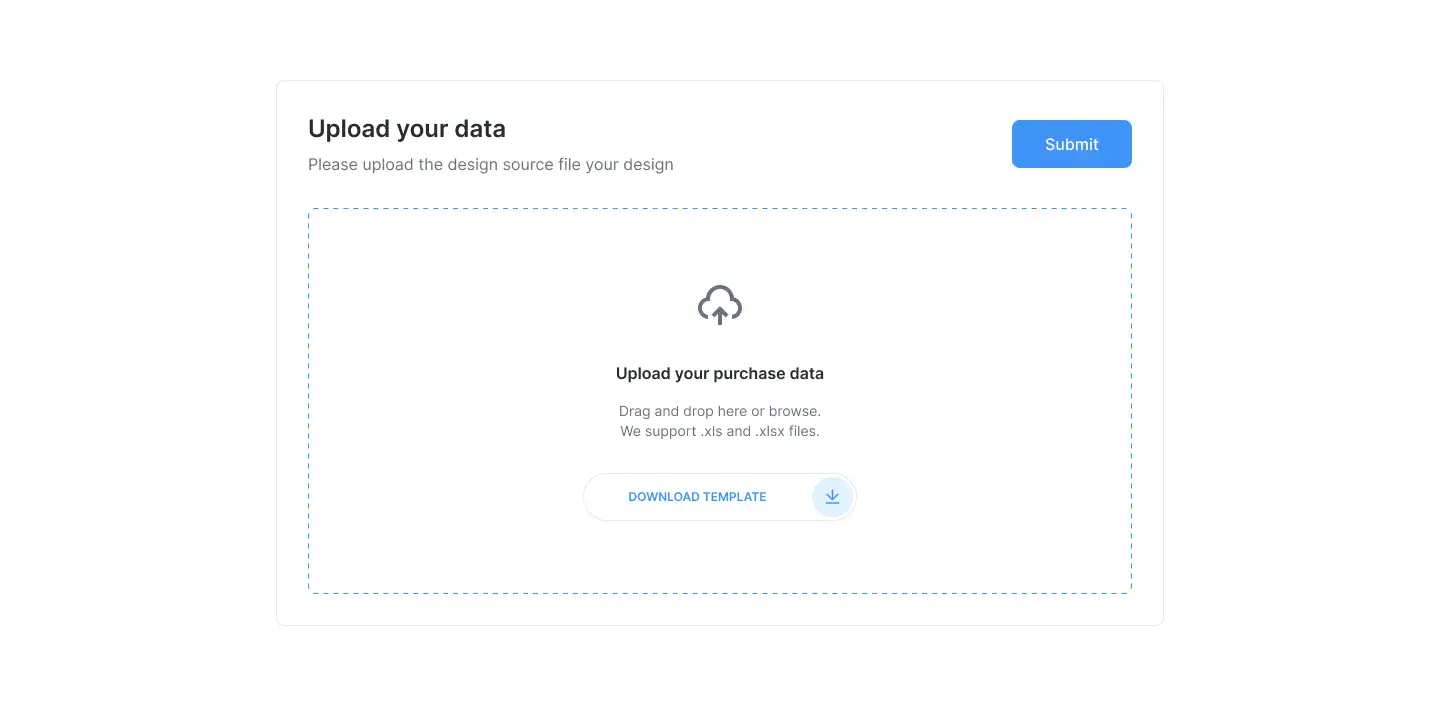 Upload your data
Please upload the design source file your design
Submit
Upload your purchase data
Drag and drop here or browse.
We support .xls and .xlsx files.
DOWNLOAD TEMPLATE